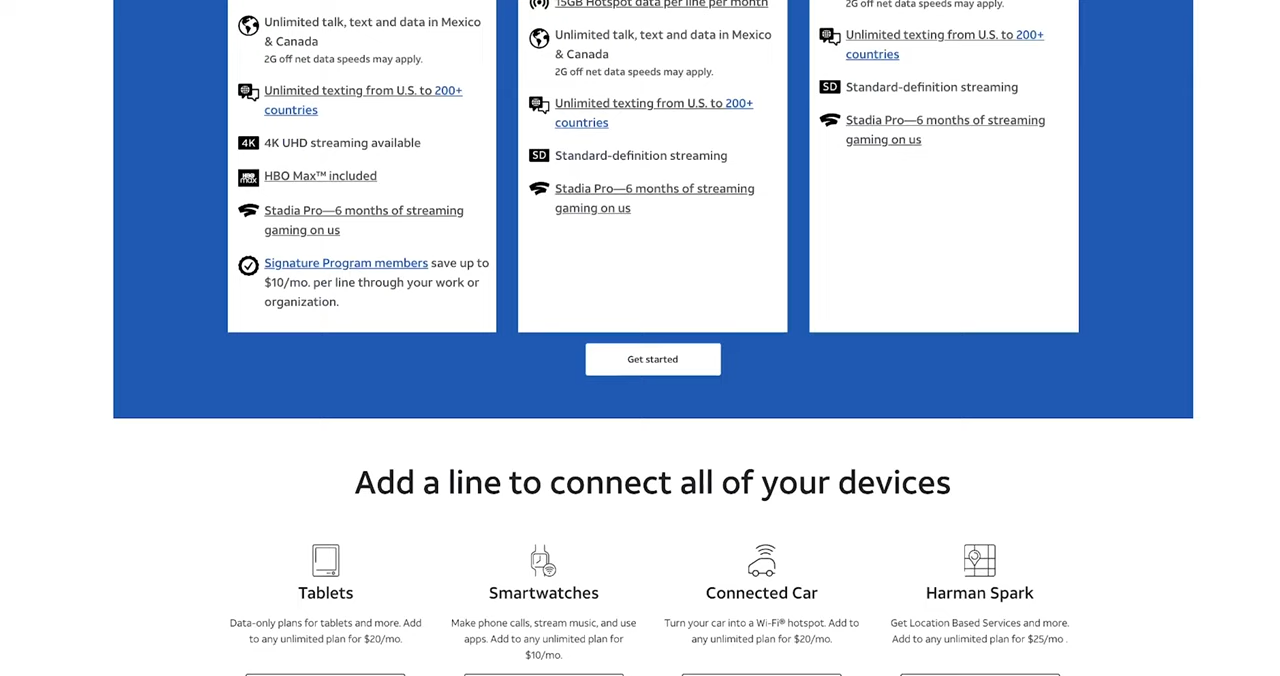 Unlimited talk, text and data in Mexico
& Canada
2G off net data speeds may apply.
Unlimited texting from U.S. to 200+
countries
4K 4K UHD streaming available
HBO max HBO Max™ included
Stadia Pro—6 months of streaming
gaming on us
Signature Program members save up to
$10/mo. per line through your work or
organization.
15GB Hotspot data per line per month
Unlimited talk, text and data in Mexico
& Canada
2G off net data speeds may apply.
Unlimited texting from U.S. to 200+
countries
SD Standard-definition streaming
Stadia Pro—6 months of streaming
gaming on us
2G off net data speeds may apply.
Unlimited texting from U.S. to 200+
countries
SD Standard-definition streaming
Stadia Pro—6 months of streaming
gaming on us
Get started
Add a line to connect all of your devices
Tablets
Data-only plans for tablets and more. Add
to any unlimited plan for $20/mo.
Smartwatches
Make phone calls, stream music, and use
apps. Add to any unlimited plan for
$10/mo.
Connected Car
Turn your car into a Wi-Fi® hotspot. Add to
any unlimited plan for $20/mo.
Harman Spark
Get Location Based Services and more.
Add to any unlimited plan for $25/mo .